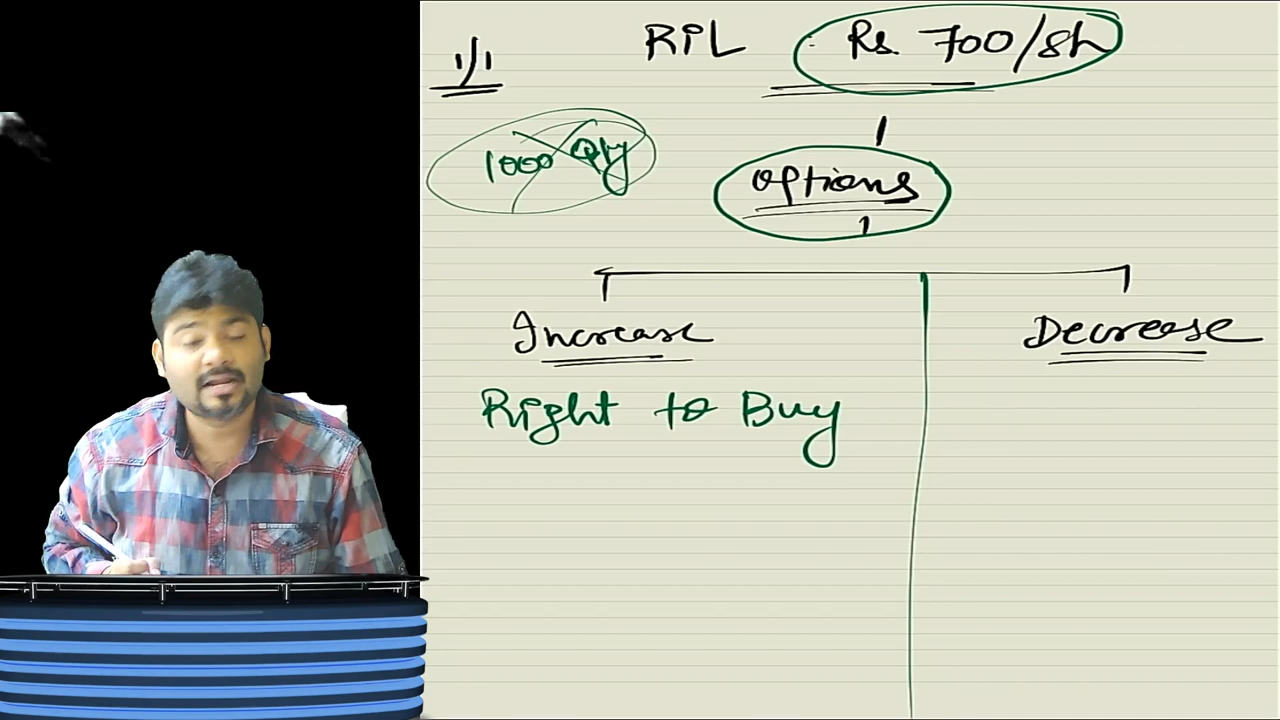 1/1
RIL Rs. 700/sh
1000 Qty
options
Increase Decrease
Right to Buy